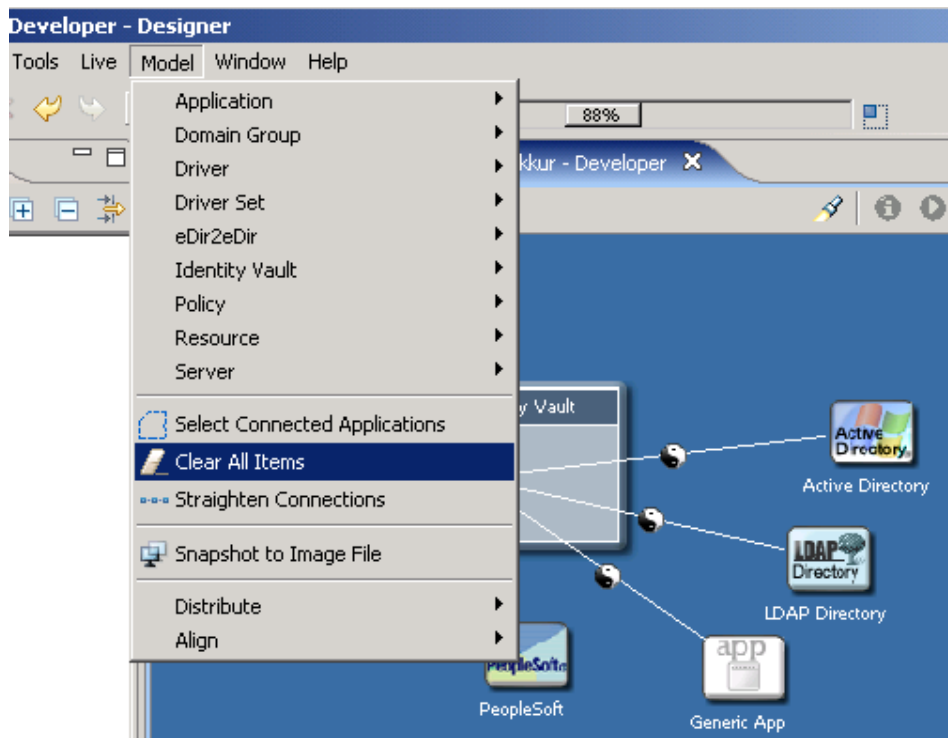 Developer - Designer
Tools Live Model Window Help
88%
Application
Domain Group
Driver
Driver Set
eDir2eDir
Identity Vault
Policy
Resource
Server
Select Connected Applications
Clear All Items
Straighten Connections
Snapshot to Image File
Distribute
Align
kkur - Developer
y Vault
Active Directory
Active Directory
LDAP Directory
LDAP Directory
PeopleSoft
PeopleSoft
app
Generic App